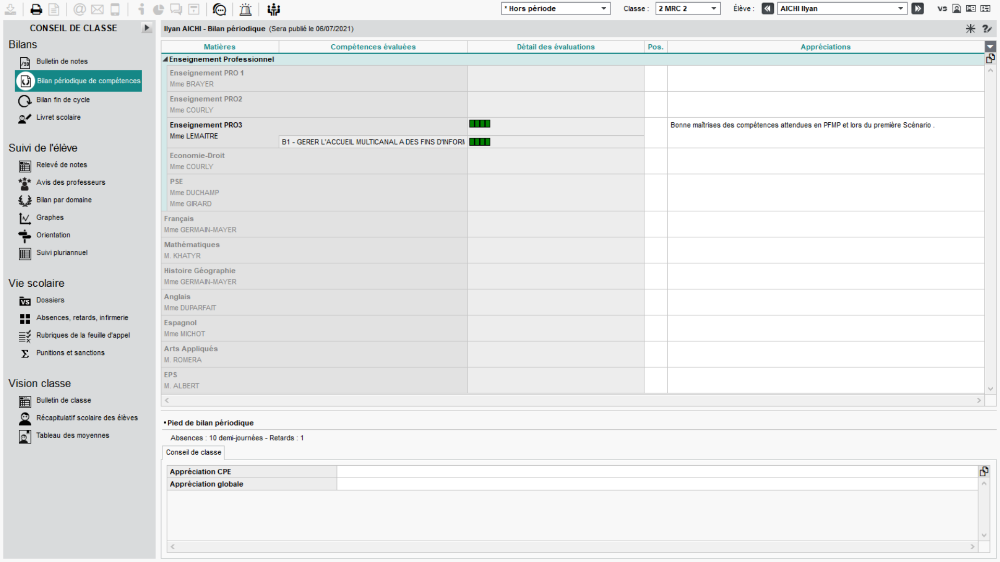 * Hors période
Classe :
2 MRC 2
Élève :
AICHI Ilyan
VS
CONSEIL DE CLASSE
Bilans
/20
Bulletin de notes
Bilan périodique de compétences
Bilan fin de cycle
Livret scolaire
Suivi de l'élève
Relevé de notes
Avis des professeurs
Bilan par domaine
Graphes
Orientation
Suivi pluriannuel
Vie scolaire
VS
Dossiers
Absences, retards, infirmerie
Rubriques de la feuille d'appel
Σ
Punitions et sanctions
Vision classe
Bulletin de classe
Récapitulatif scolaire des élèves
Tableau des moyennes
Ilyan AICHI - Bilan périodique (Sera publié le 06/07/2021)
Matières
Compétences évaluées
Détail des évaluations
Pos.
Appréciations
Enseignement Professionnel
Enseignement PRO 1
Mme BRAYER
Enseignement PRO2
Mme COURLY
Enseignement PRO3
Mme LEMAITRE
Bonne maîtrises des compétences attendues en PFMP et lors du première Scénario .
B1 - GERER L'ACCUEIL MULTICANAL A DES FINS D'INFORM
Economie-Droit
Mme COURLY
PSE
Mme DUCHAMP
Mme GIRARD
Français
Mme GERMAIN-MAYER
Mathématiques
M. KHATYR
Histoire Géographie
Mme GERMAIN-MAYER
Anglais
Mme DUPARFAIT
Espagnol
Mme MICHOT
Arts Appliqués
M. ROMERA
EPS
M. ALBERT
Pied de bilan périodique
Absences : 10 demi-journées - Retards : 1
Conseil de classe
Appréciation CPE
Appréciation globale